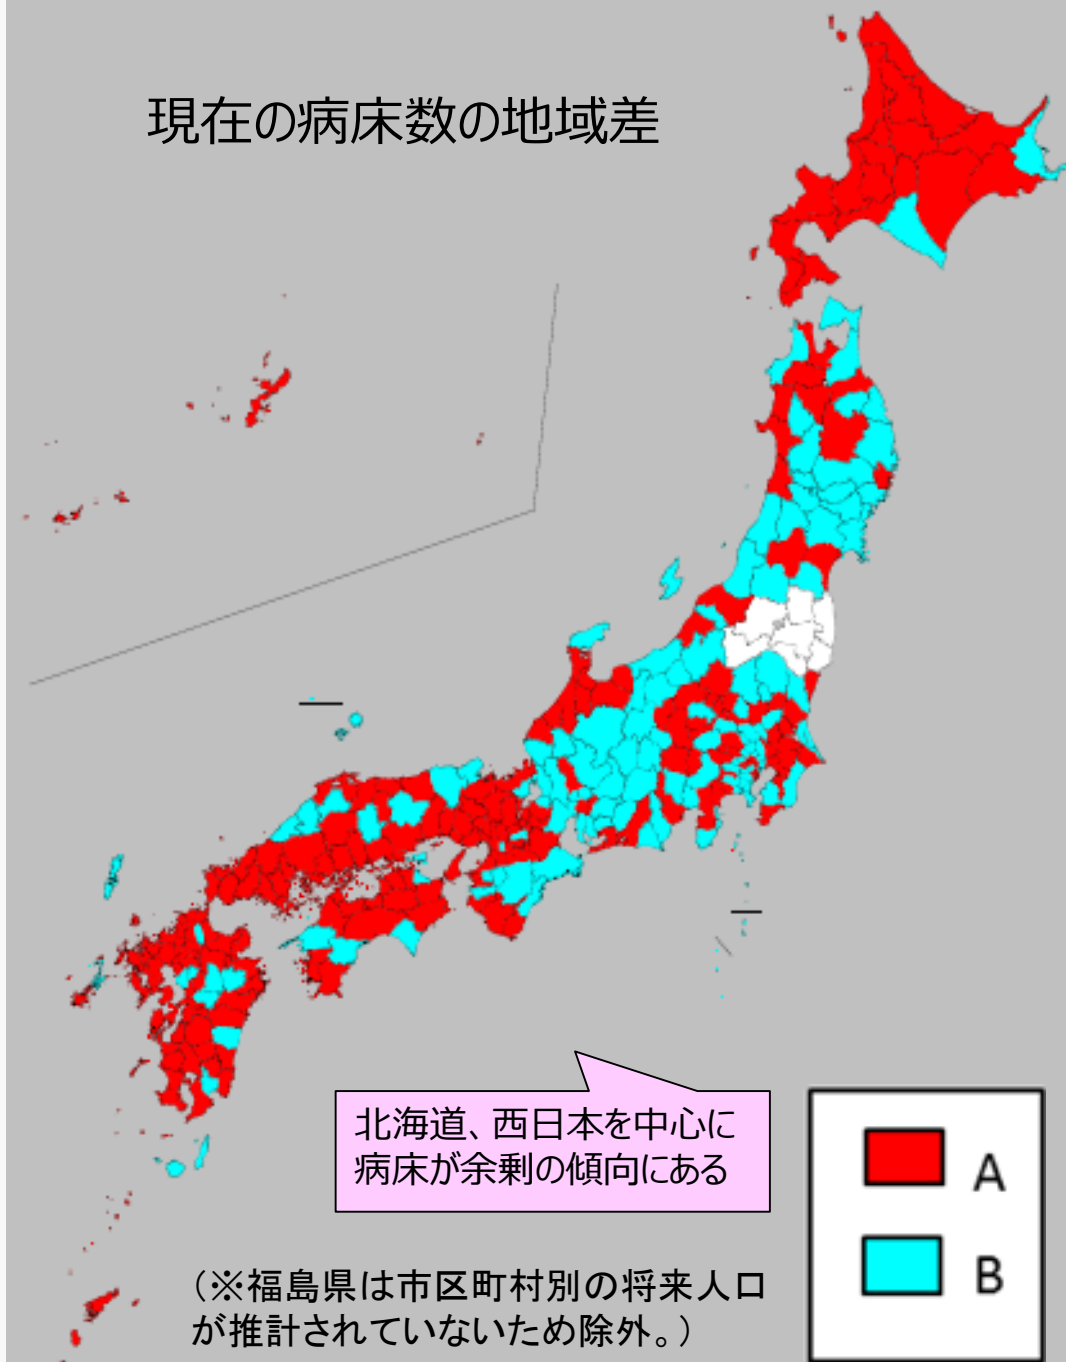 現在の病床数の地域差
北海道、西日本を中心に
病床が余剰の傾向にある
A
B
(※福島県は市区町村別の将来人口
が推計されていないため除外。)